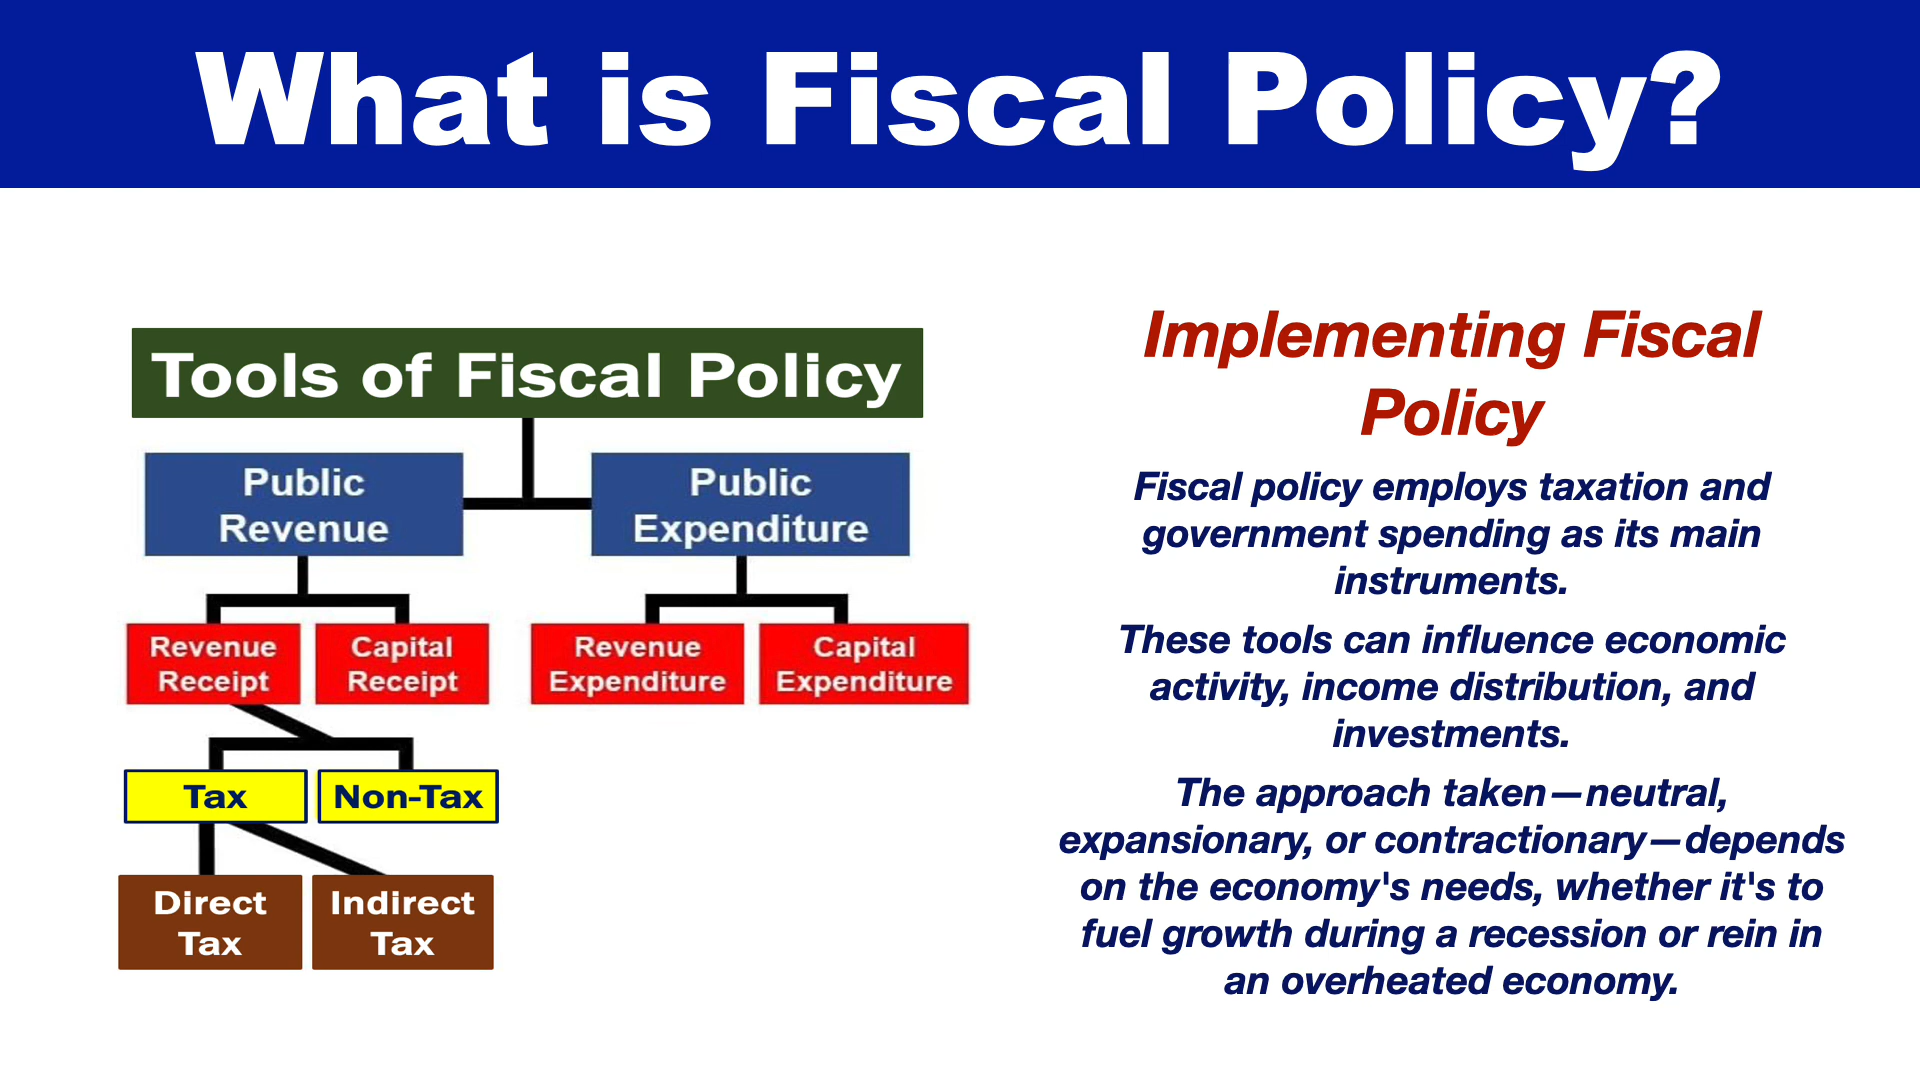 What is Fiscal Policy?
Tools of Fiscal Policy
Public
Revenue
Public
Expenditure
Revenue
Receipt
Capital
Receipt
Revenue
Expenditure
Capital
Expenditure
Tax
Non-Tax
Direct
Tax
Indirect
Tax
Implementing Fiscal
Policy
Fiscal policy employs taxation and
government spending as its main
instruments.
These tools can influence economic
activity, income distribution, and
investments.
The approach taken—neutral,
expansionary, or contractionary—depends
on the economy's needs, whether it's to
fuel growth during a recession or rein in
an overheated economy.